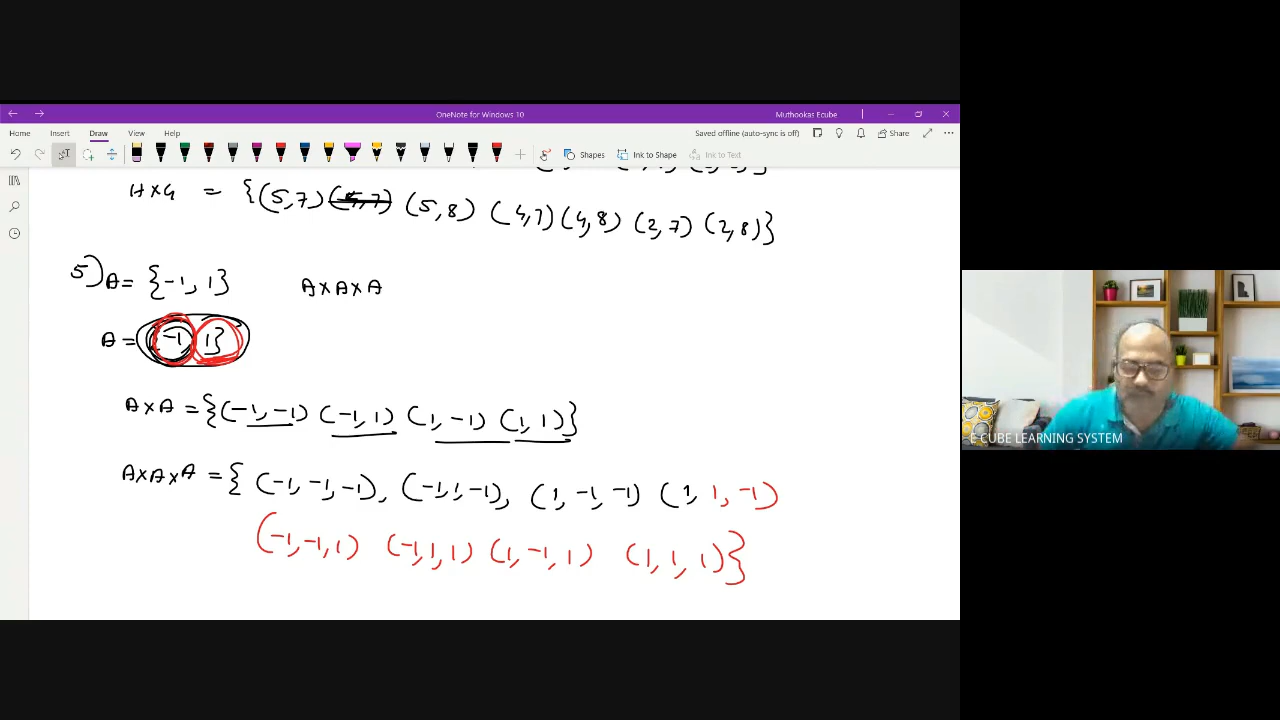 OneNote for Windows 10
Muthookas Ecube
Home Insert Draw View Help
Saved offline (auto-sync is off)
Share
Shapes
Ink to Shape
Ink to Text
H×G = {(5,7) (5,8) (4,7) (4,8) (2,7) (2,8)}
5) A = {-1, 1} A×A×A
A = {-1 1}
A×A = {(-1,-1) (-1,1) (1,-1) (1,1)}
A×A×A = { (-1,-1,-1), (-1,1,-1), (1,-1,-1) (1,1,-1)
(-1,-1,1) (-1,1,1) (1,-1,1) (1,1,1)}
E CUBE LEARNING SYSTEM